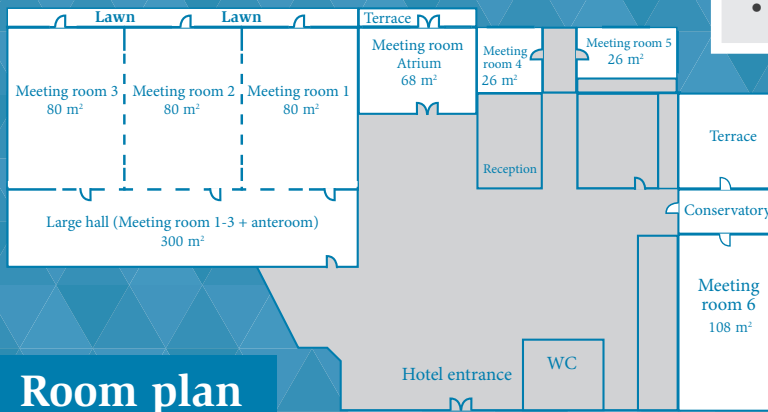 Lawn
Lawn
Terrace
Meeting room 3
80 m²
Meeting room 2
80 m²
Meeting room 1
80 m²
Meeting room
Atrium
68 m²
Meeting
room 4
26 m²
Meeting room 5
26 m²
Reception
Terrace
Conservatory
Large hall (Meeting room 1-3 + anteroom)
300 m²
Meeting
room 6
108 m²
WC
Hotel entrance
Room plan